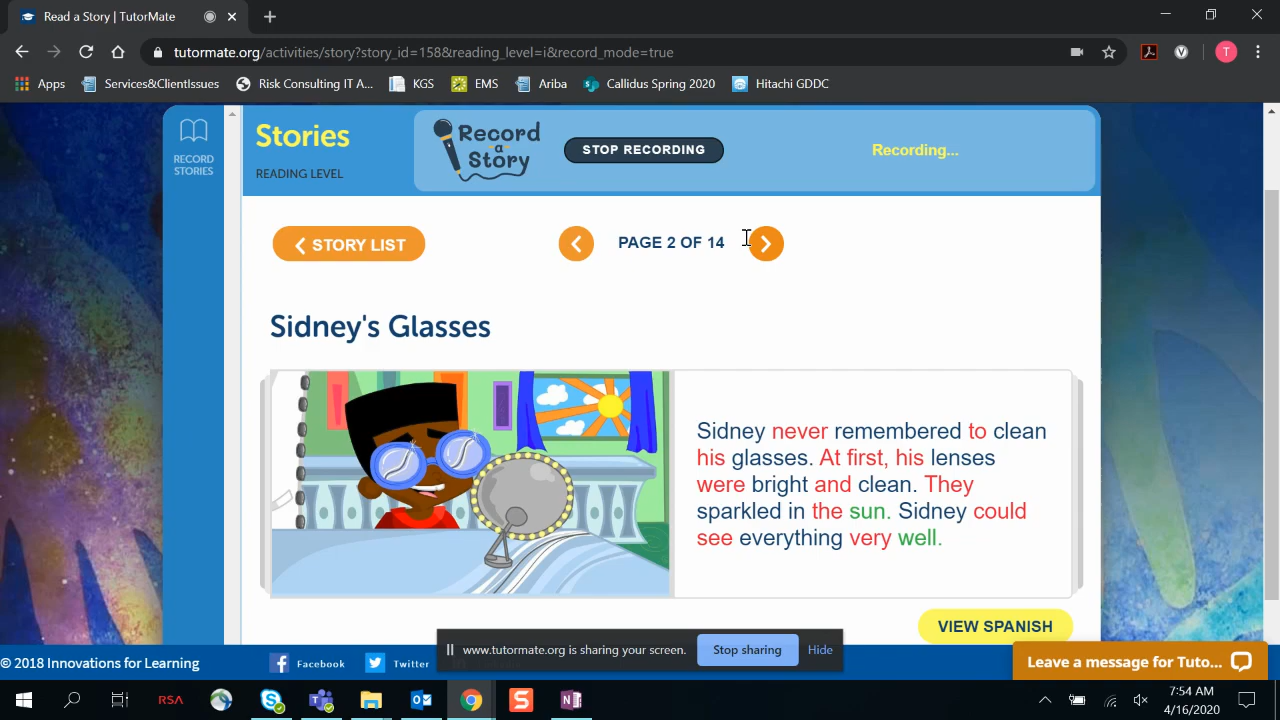 Read a Story | TutorMate
tutormate.org/activities/story?story_id=158&reading_level=i&record_mode=true
T
Apps Services&ClientIssues Risk Consulting IT A... KGS EMS Ariba Callidus Spring 2020 Hitachi GDDC
RECORD
STORIES
Stories
READING LEVEL
Record
a
Story
STOP RECORDING
Recording...
STORY LIST
PAGE 2 OF 14
Sidney's Glasses
Sidney never remembered to clean
his glasses. At first, his lenses
were bright and clean. They
sparkled in the sun. Sidney could
see everything very well.
VIEW SPANISH
www.tutormate.org is sharing your screen. Stop sharing Hide
© 2018 Innovations for Learning Facebook Twitter
Leave a message for Tuto...
RSA
7:54 AM
4/16/2020